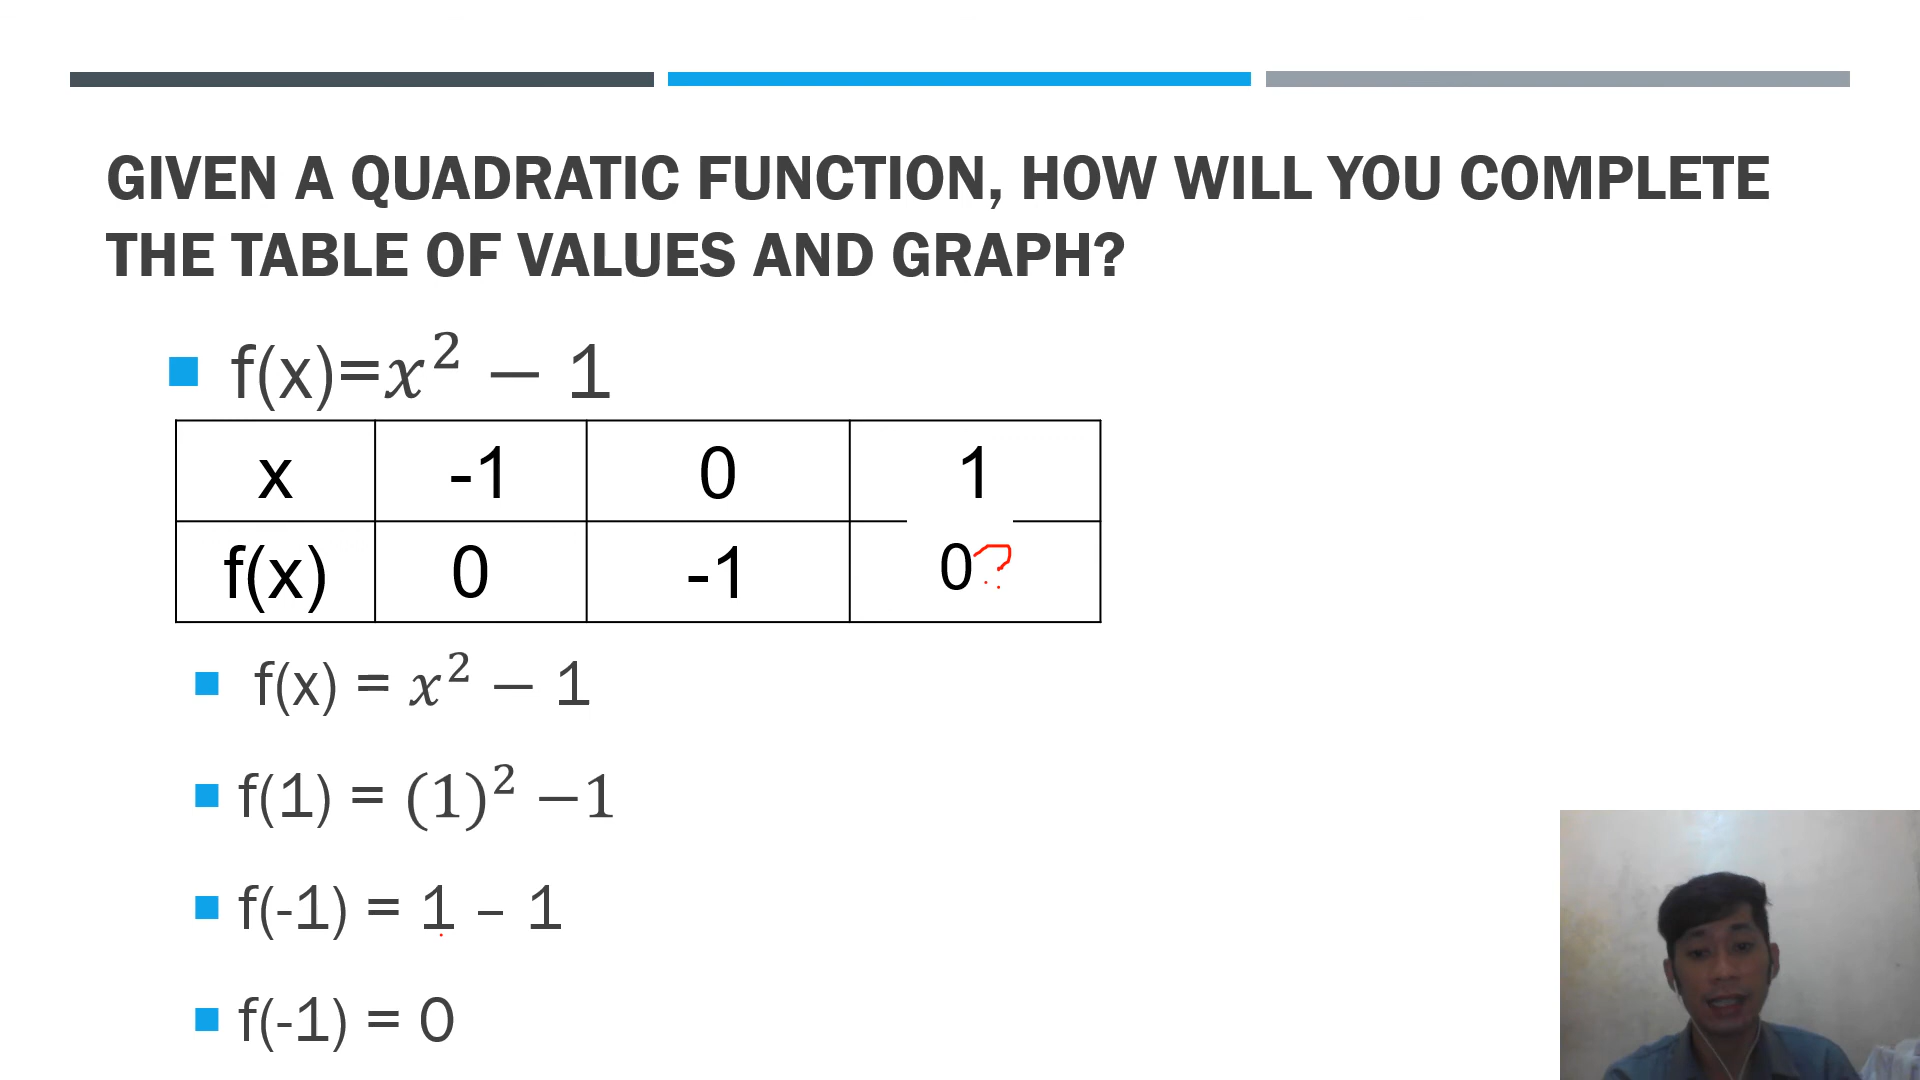 GIVEN A QUADRATIC FUNCTION, HOW WILL YOU COMPLETE
THE TABLE OF VALUES AND GRAPH?
f(x)=x² − 1
x -1 0 1
f(x) 0 -1 0?
f(x) = x² − 1
f(1) = (1)² −1
f(-1) = 1 – 1
f(-1) = 0